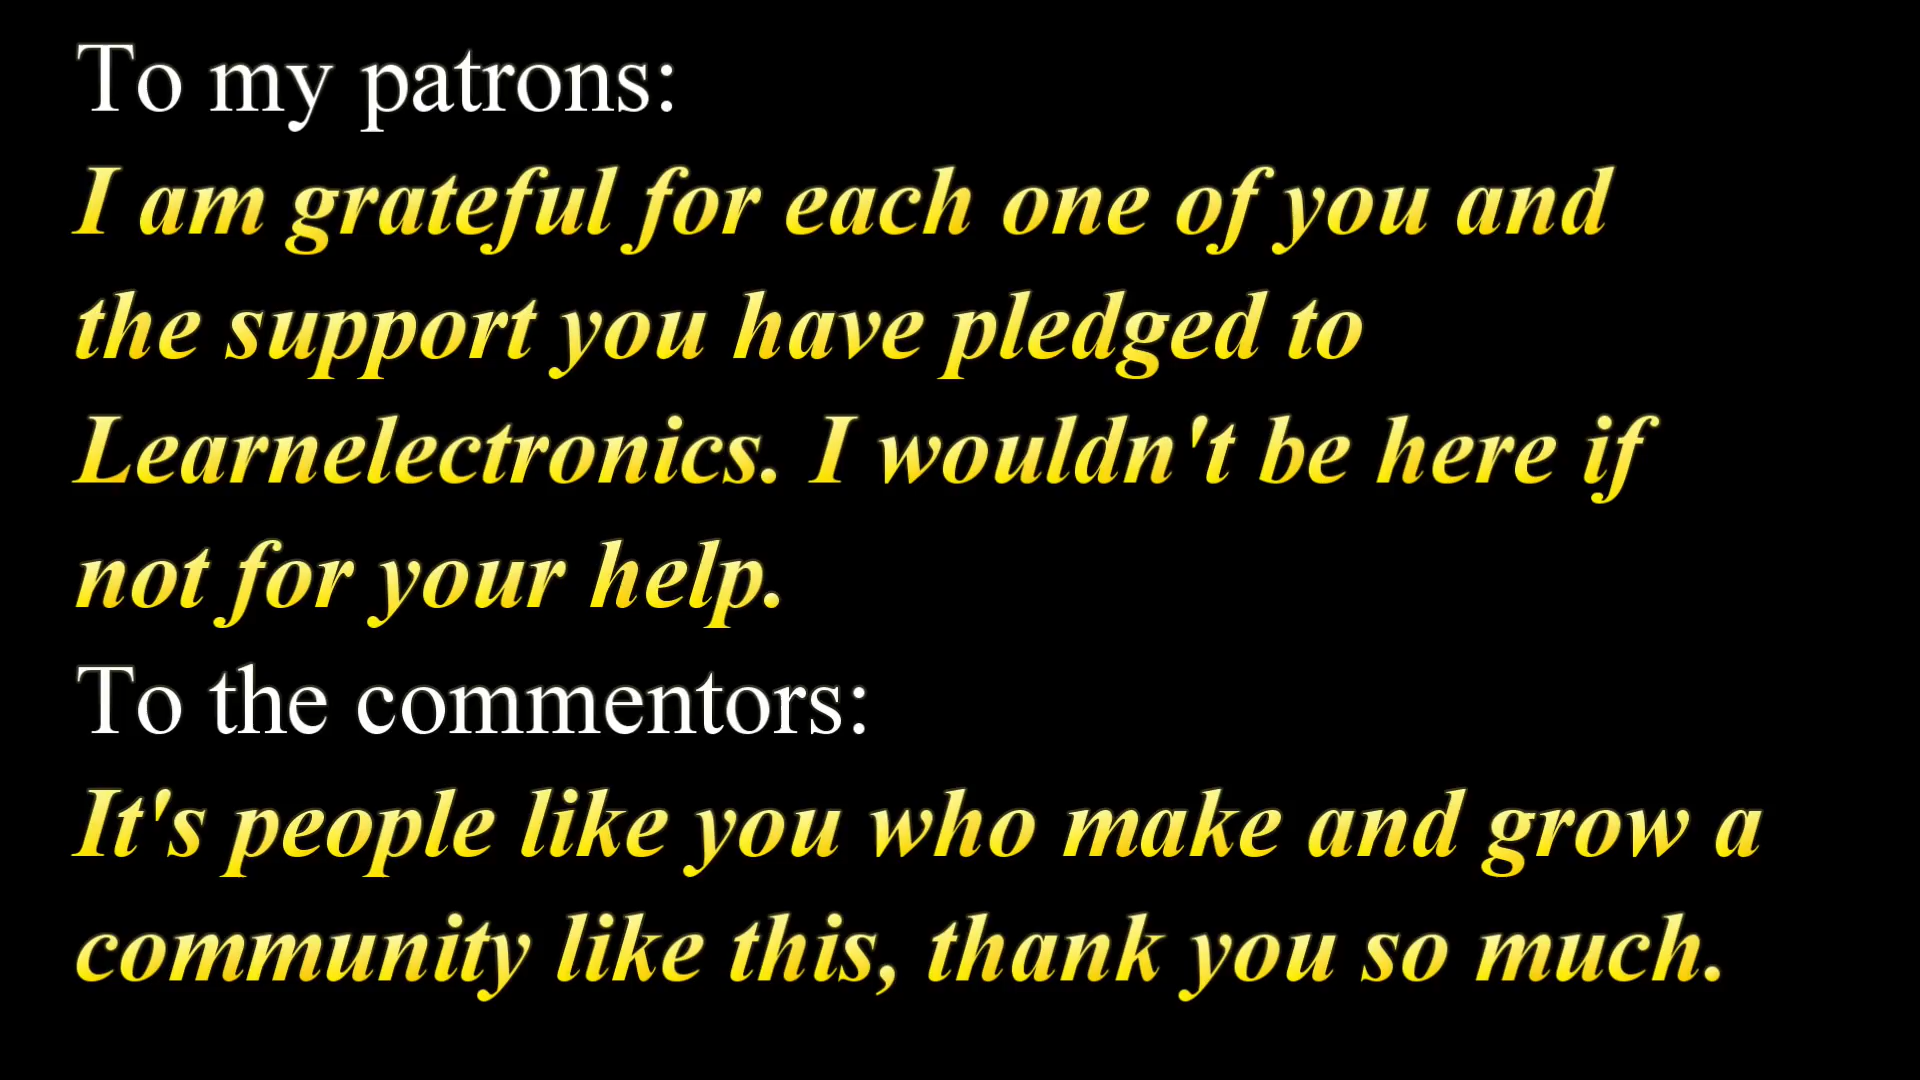 To my patrons:
I am grateful for each one of you and
the support you have pledged to
Learnelectronics. I wouldn't be here if
not for your help.
To the commentors:
It's people like you who make and grow a
community like this, thank you so much.